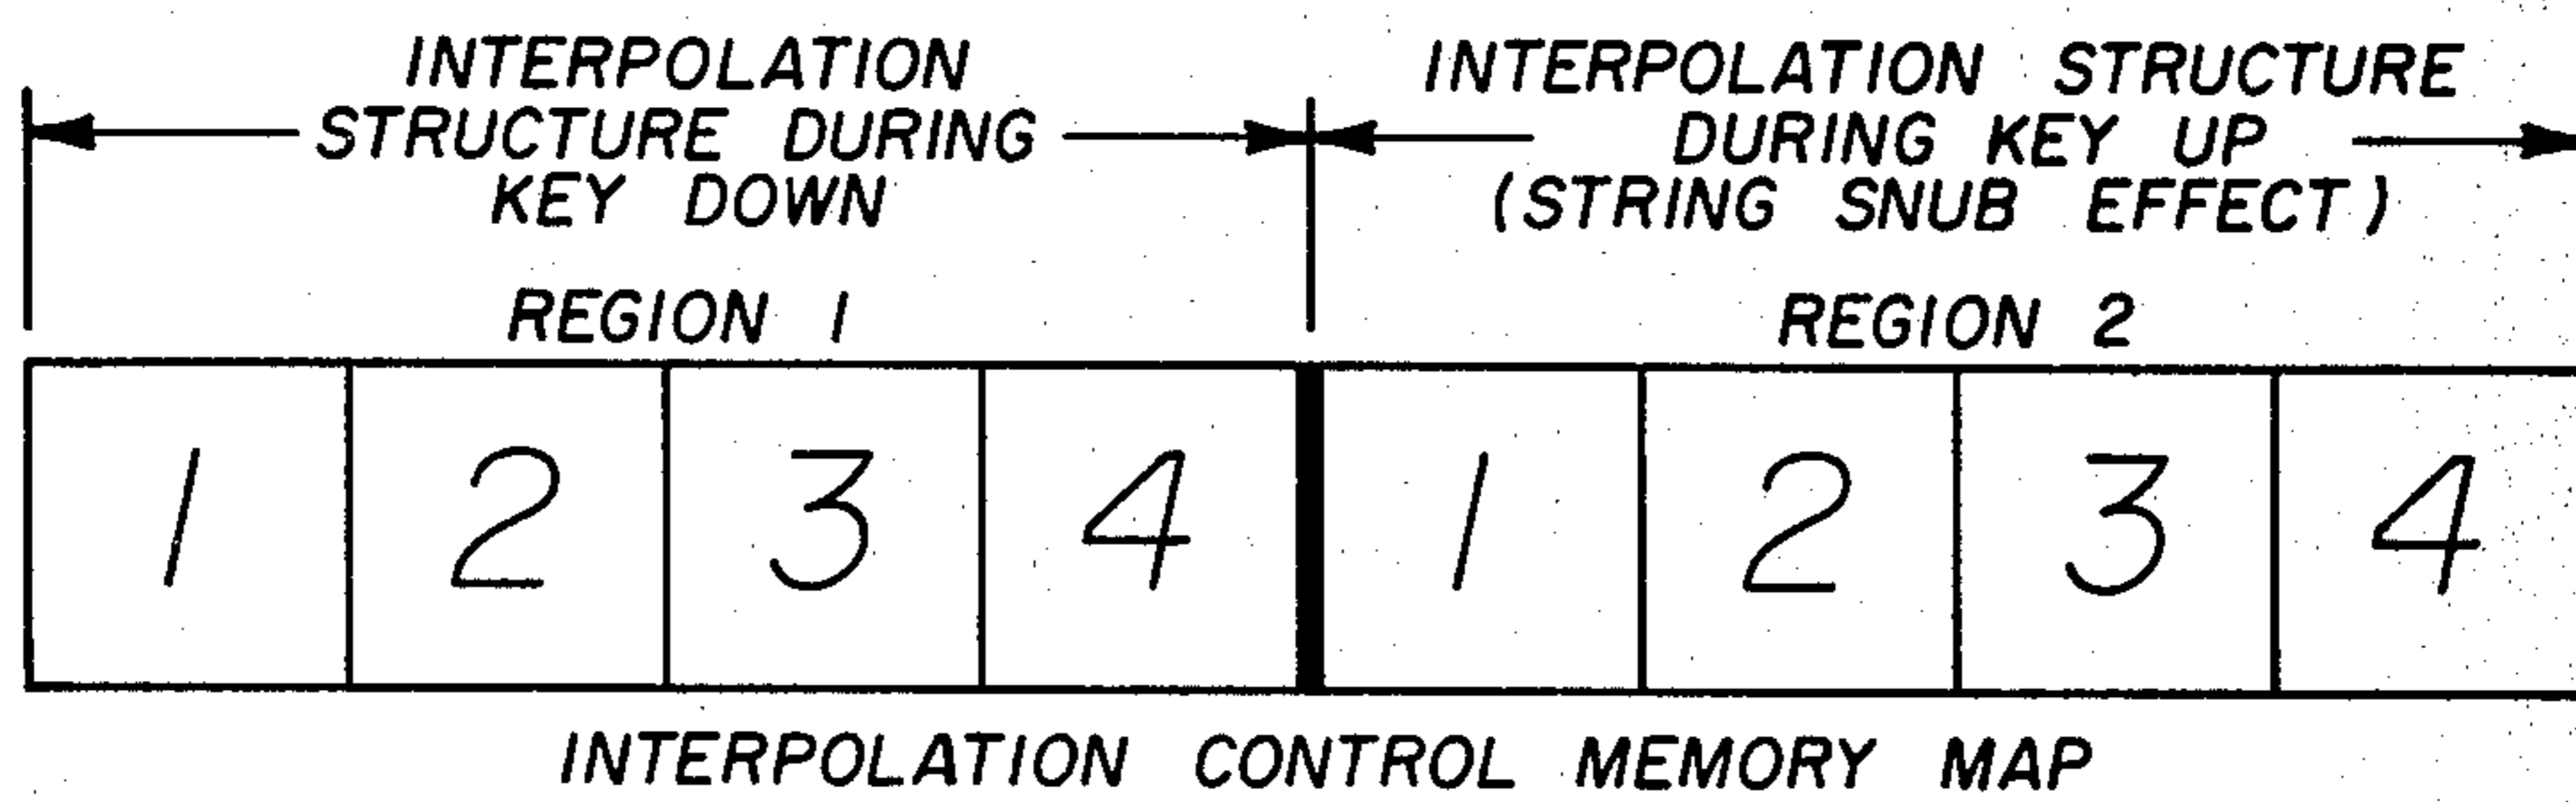 INTERPOLATION
STRUCTURE DURING
KEY DOWN
INTERPOLATION STRUCTURE
DURING KEY UP
(STRING SNUB EFFECT)
REGION 1
REGION 2
1 2 3 4 1 2 3 4
INTERPOLATION CONTROL MEMORY MAP